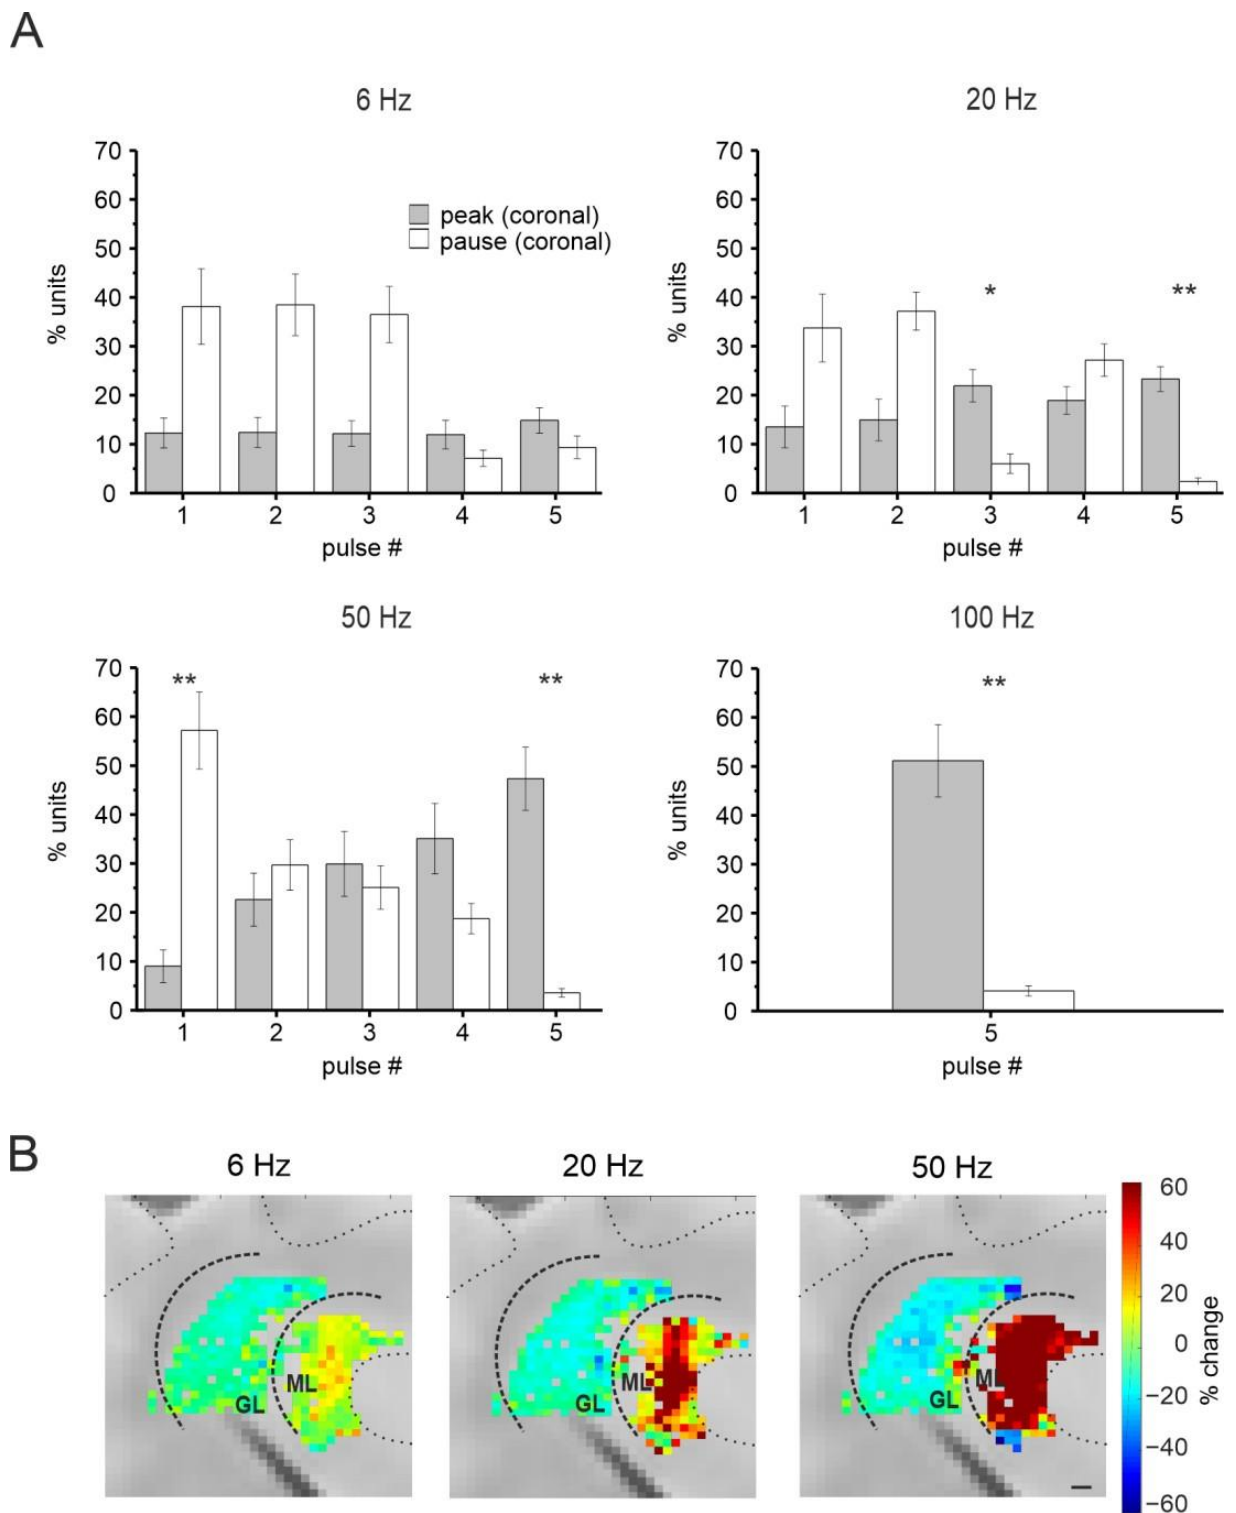 A
6 Hz
20 Hz
70
60
50
40
30
20
10
0
% units
peak (coronal)
pause (coronal)
1 2 3 4 5
pulse #
70
60
50
40
30
20
10
0
% units
* **
1 2 3 4 5
pulse #
50 Hz
100 Hz
70
60
50
40
30
20
10
0
% units
** **
1 2 3 4 5
pulse #
70
60
50
40
30
20
10
0
% units
**
5
pulse #
B
6 Hz
20 Hz
50 Hz
ML
GL
ML
GL
ML
GL
60
40
20
0
−20
−40
−60
% change